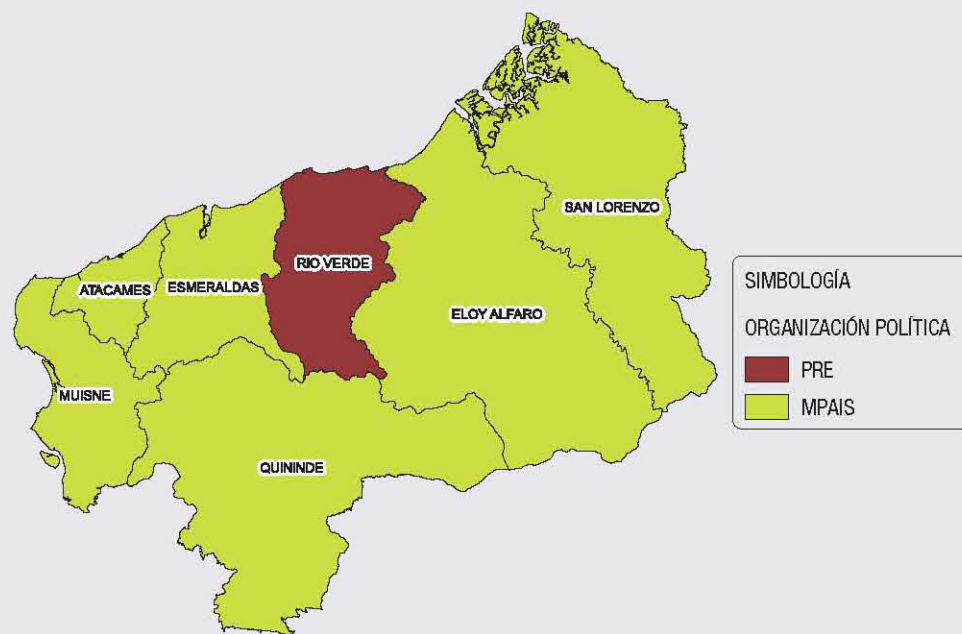 SAN LORENZO
RIO VERDE
ATACAMES
ESMERALDAS
ELOY ALFARO
MUISNE
QUININDE
SIMBOLOGÍA
ORGANIZACIÓN POLÍTICA
PRE
MPAIS